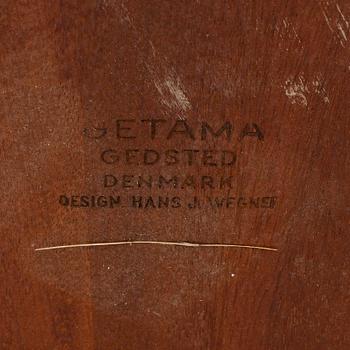 GETAMA
GEDSTED
DENMARK
DESIGN HANS J. WEGNER